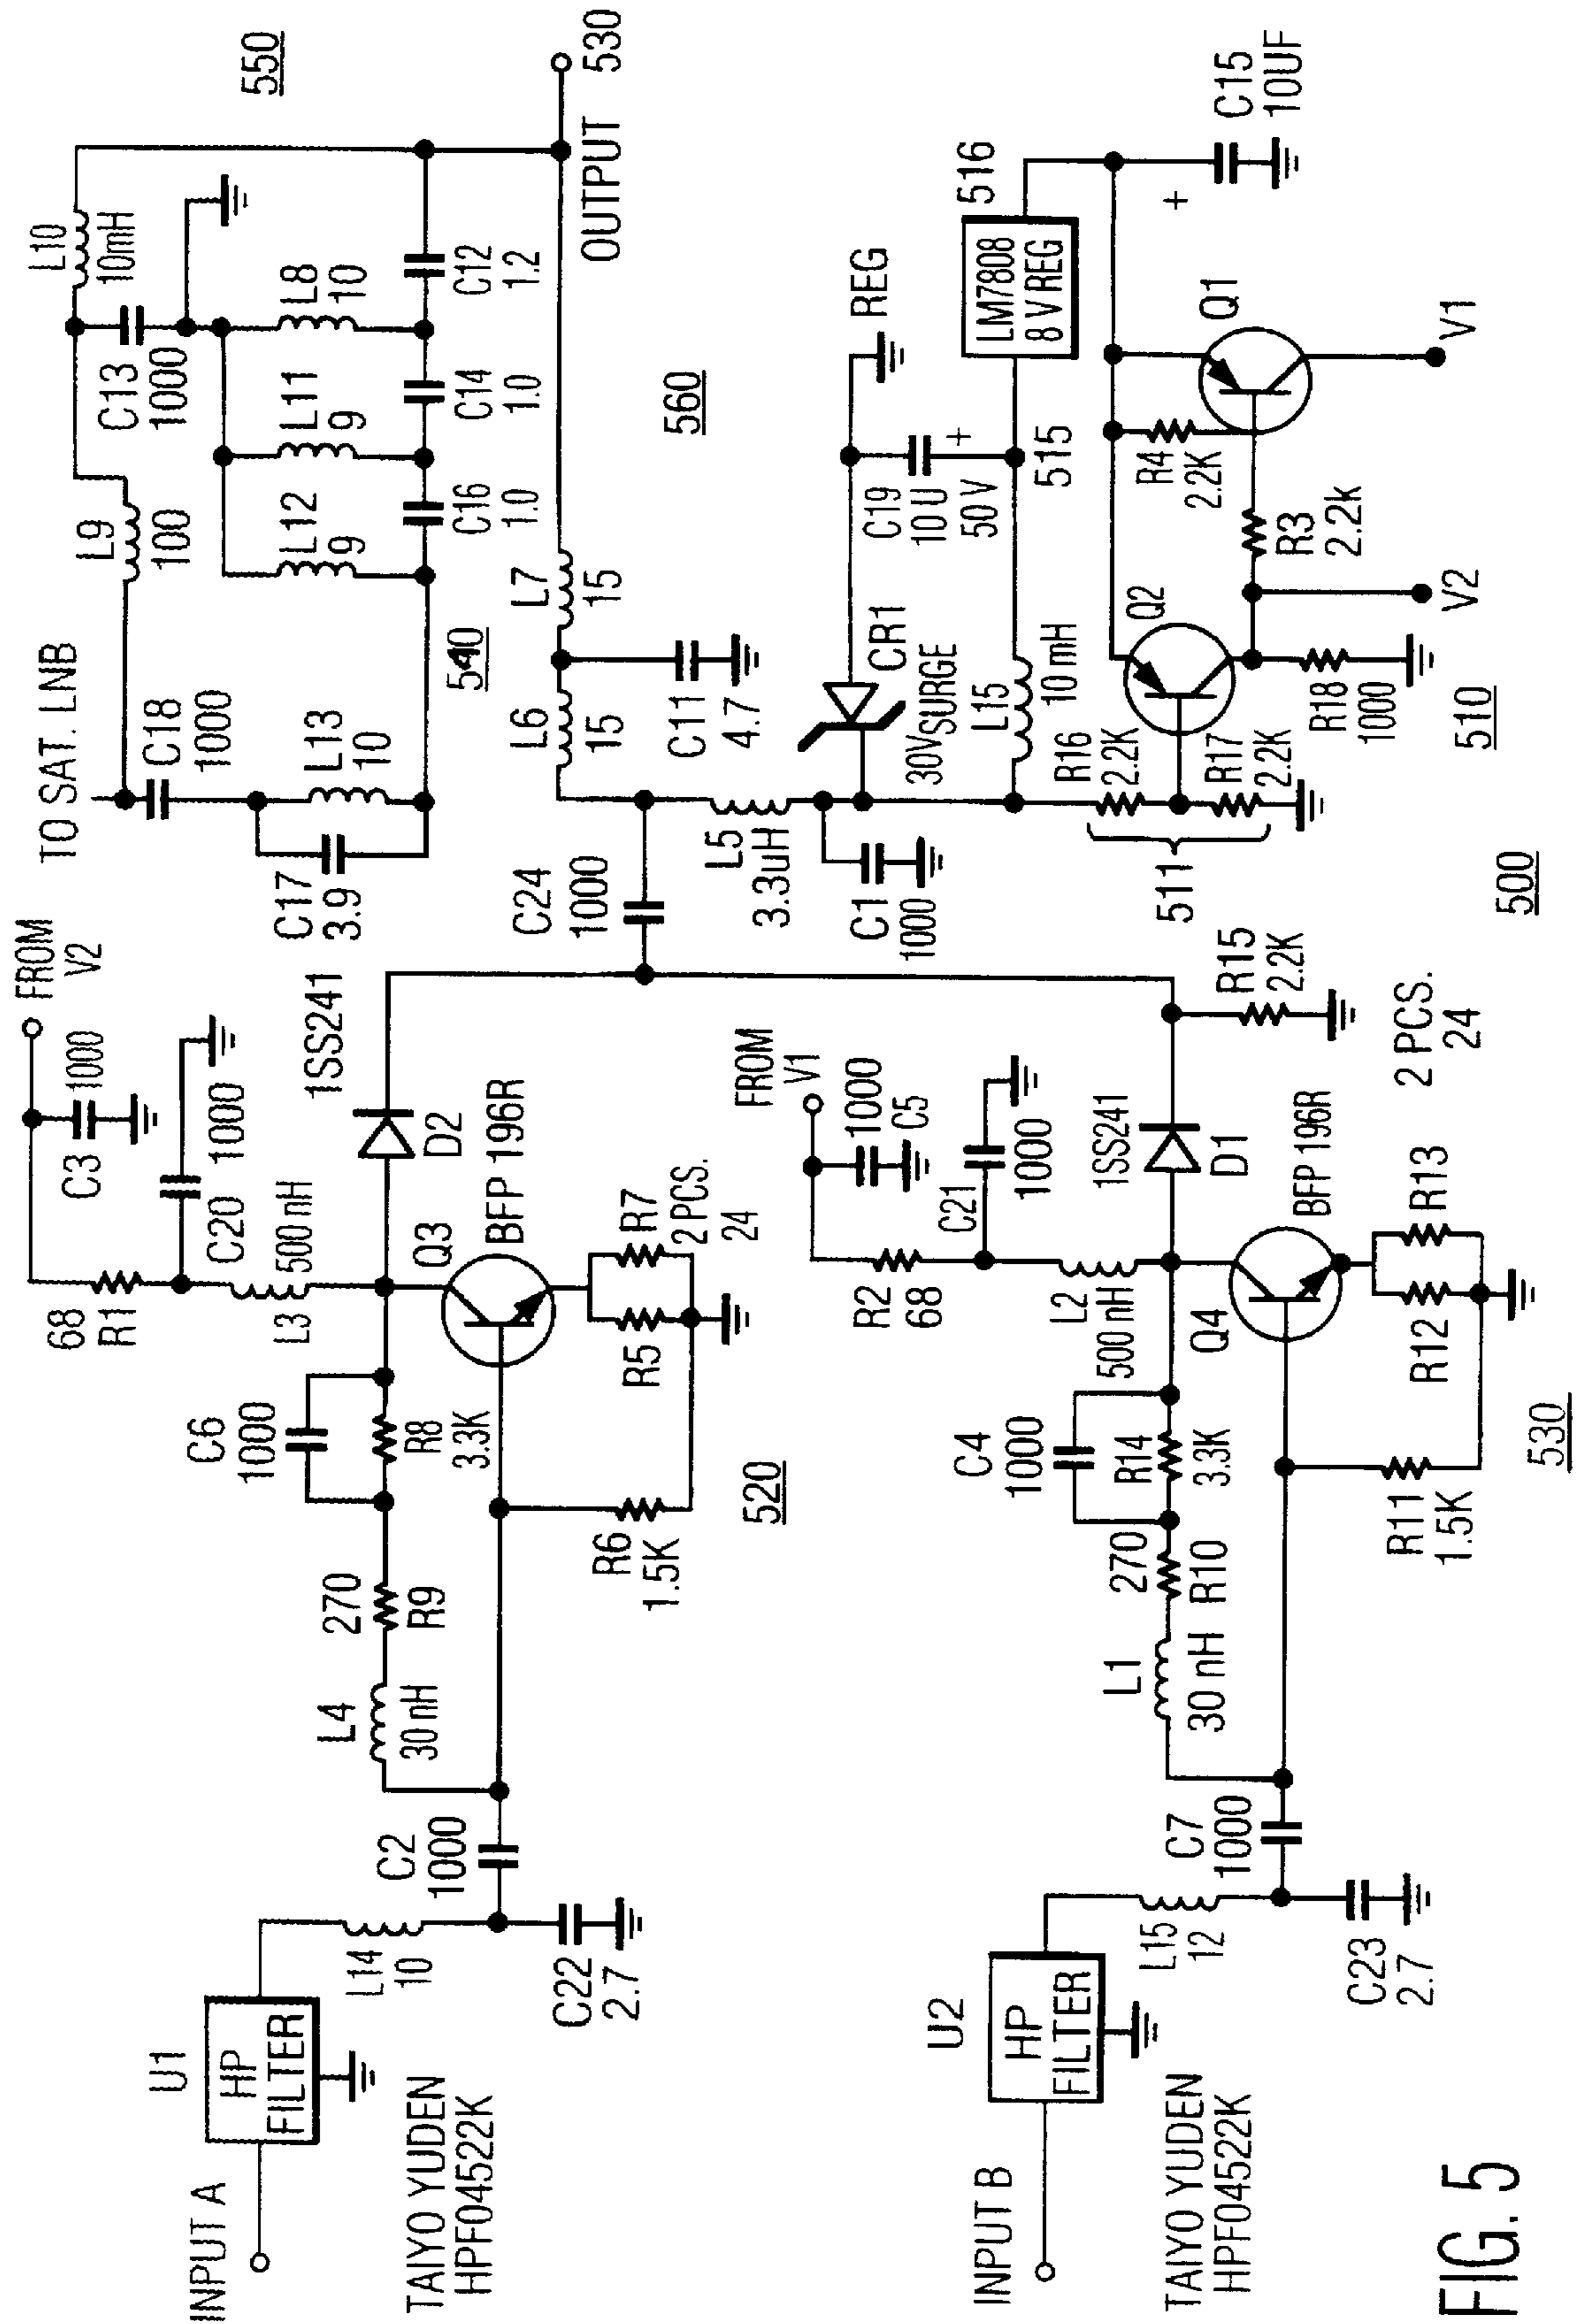 INPUT A
U1
HP
FILTER
TAIYO YUDEN
HPF04522K
L14
10
C22
2.7
C2
1000
L4
30 nH
270
R9
C6
1000
R8
3.3K
R6
1.5K
520
68
R1
L3
500 nH
C20
1000
C3
1000
FROM
V2
Q3
BFP 196R
R5
R7
2 PCS.
24
D2
1SS241
INPUT B
U2
HP
FILTER
TAIYO YUDEN
HPF04522K
L15
12
C23
2.7
C7
1000
L1
30 nH
270
R10
C4
1000
R14
3.3K
R11
1.5K
530
R2
68
L2
500 nH
C21
1000
1000
C5
FROM
V1
Q4
BFP 196R
R12
R13
2 PCS.
24
1SS241
D1
R15
2.2K
500
C24
1000
TO SAT. LNB
C18
1000
C17
3.9
L13
10
540
L9
100
L12
9
L11
9
L8
10
C13
1000
L10
10mH
550
C16
1.0
C14
1.0
C12
1.2
OUTPUT
530
L6
15
L7
15
C11
4.7
560
L5
3.3uH
C1
1000
CR1
30V
SURGE
L15
10 mH
C19
10 U
50 V
+
REG
515
LM7808
8 V REG
516
+
C15
10UF
511
R16
2.2K
R17
2.2K
Q2
R18
1000
510
V2
R3
2.2k
R4
2.2K
Q1
V1
FIG. 5